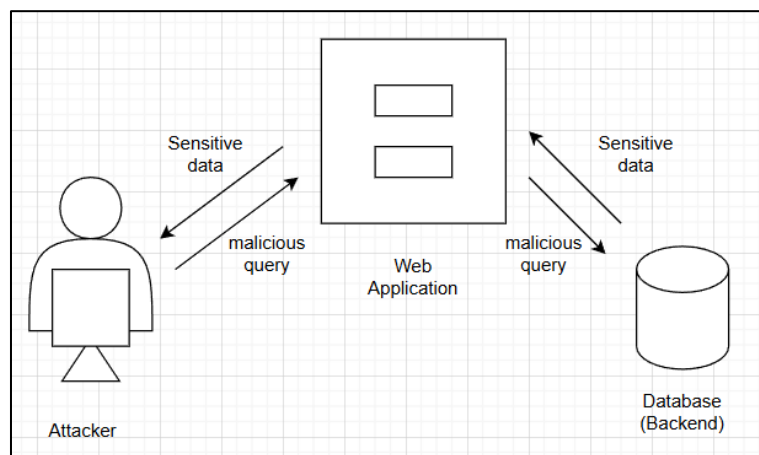 Sensitive
data
malicious
query
Web
Application
Sensitive
data
malicious
query
Attacker
Database
(Backend)